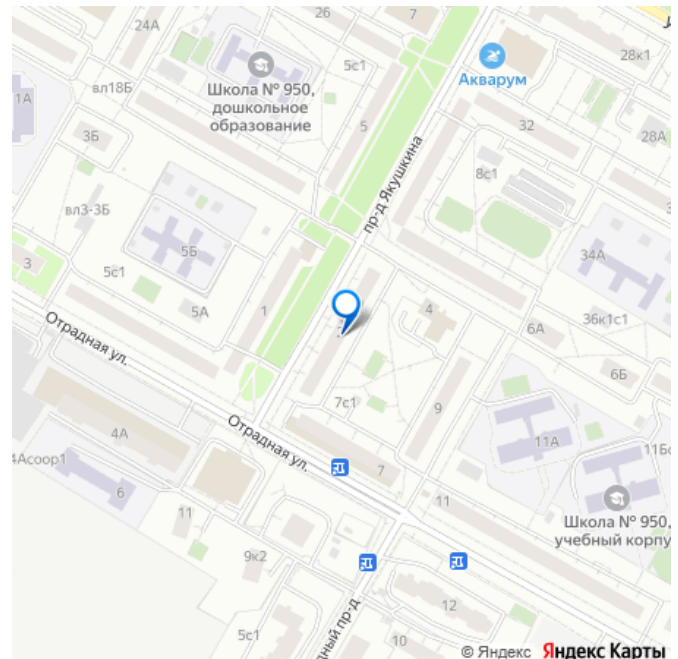 24А
26
7
28к1
Акварум
5с1
вл18Б
Школа № 950,
дошкольное
образование
1А
3Б
5
32
28А
пр-д Якушкина
8с1
вл3-3Б
5Б
34А
3
5с1
5А
1
4
6А
36к1с1
Отрадная ул.
6Б
7с1
9
Отрадная ул.
4А
11А
11Бс
4Асоор1
6
7
11
11
Школа № 950,
учебный корпу
9к2
12
5с1
дный пр-д
10
© Яндекс Яндекс Карты